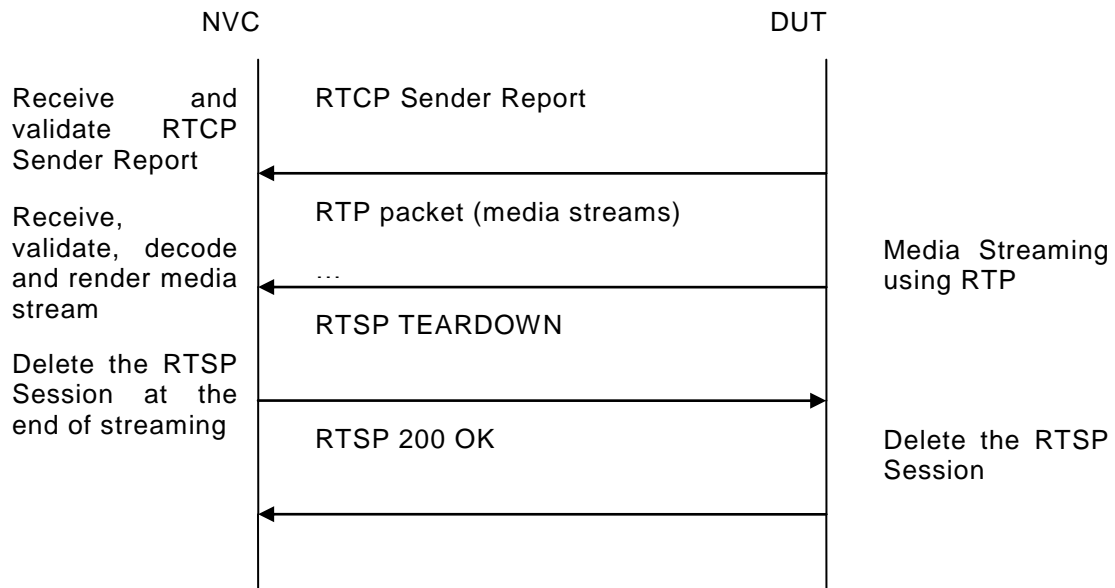 NVC DUT
Receive and
validate RTCP
Sender Report
RTCP Sender Report
Receive,
validate, decode
and render media
stream
RTP packet (media streams)
...
Media Streaming
using RTP
RTSP TEARDOWN
Delete the RTSP
Session at the
end of streaming
RTSP 200 OK
Delete the RTSP
Session